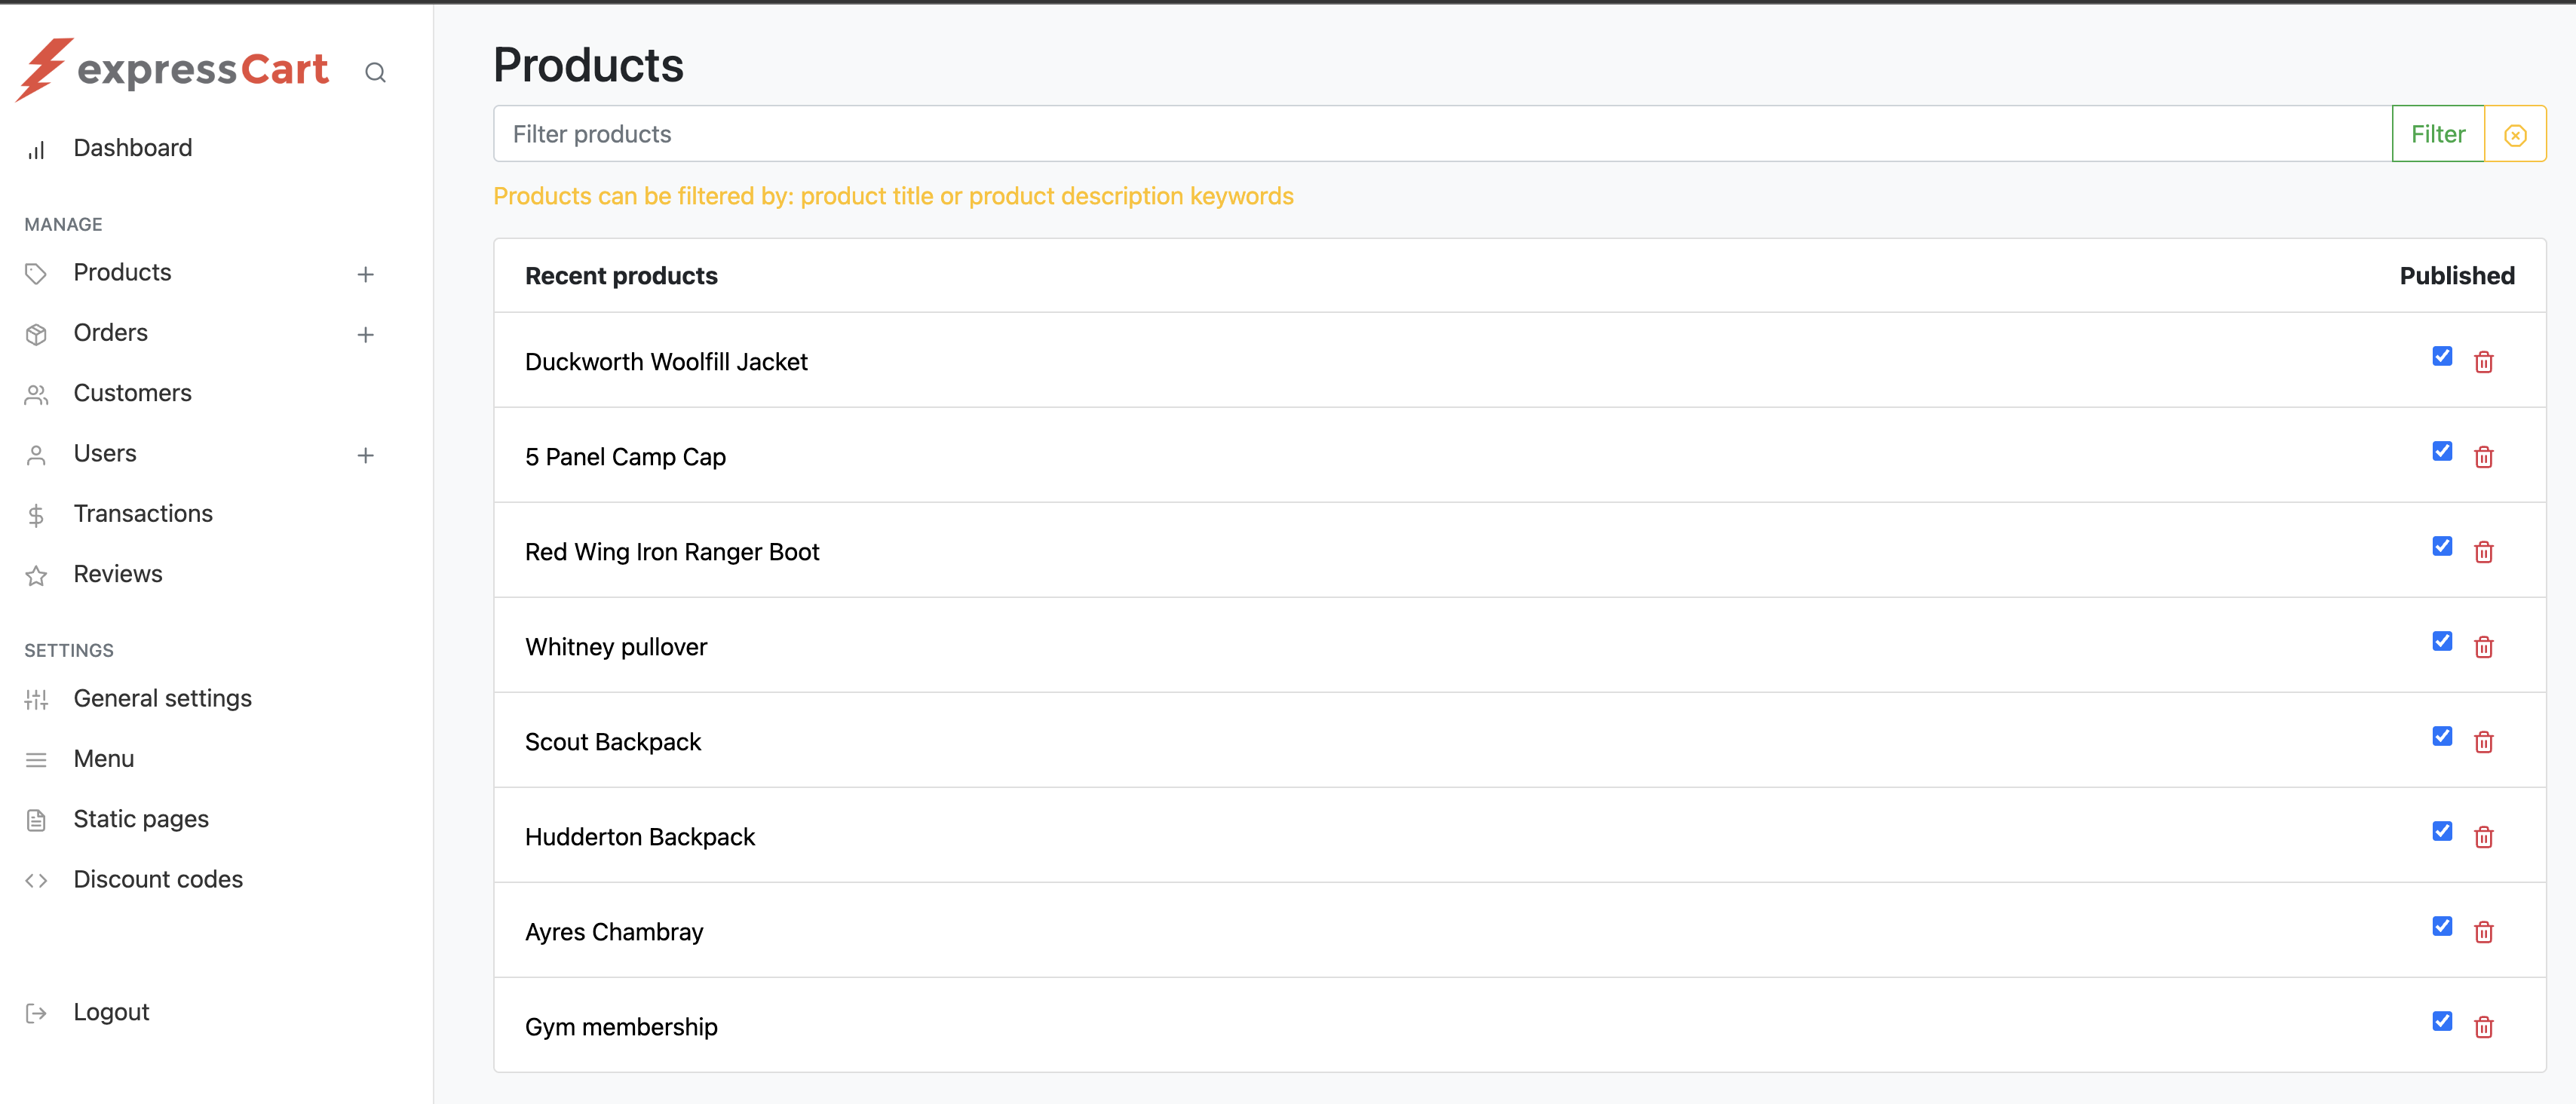 expressCart
Dashboard
MANAGE
Products
Orders
Customers
Users
Transactions
Reviews
SETTINGS
General settings
Menu
Static pages
Discount codes
Logout
Products
Filter products
Filter
Products can be filtered by: product title or product description keywords
Recent products Published
Duckworth Woolfill Jacket
5 Panel Camp Cap
Red Wing Iron Ranger Boot
Whitney pullover
Scout Backpack
Hudderton Backpack
Ayres Chambray
Gym membership